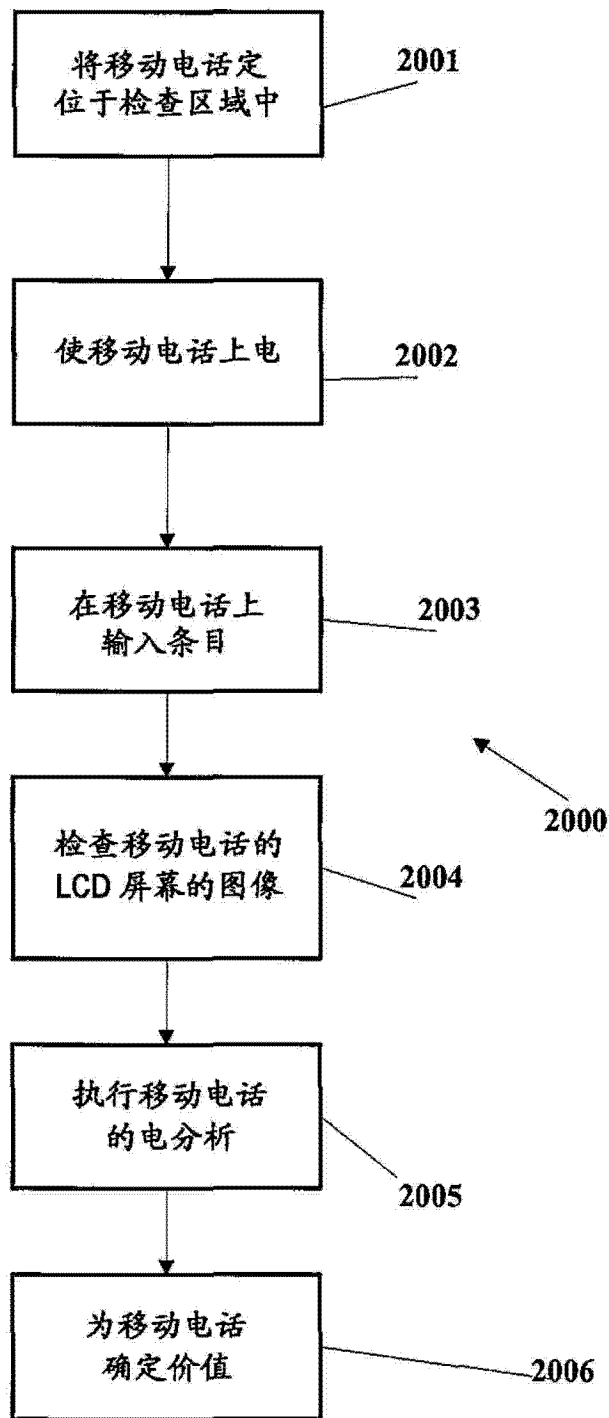 将移动电话定
位于检查区域中
2001
使移动电话上电
2002
在移动电话上
输入条目
2003
2000
检查移动电话的
LCD 屏幕的图像
2004
执行移动电话
的电分析
2005
为移动电话
确定价值
2006